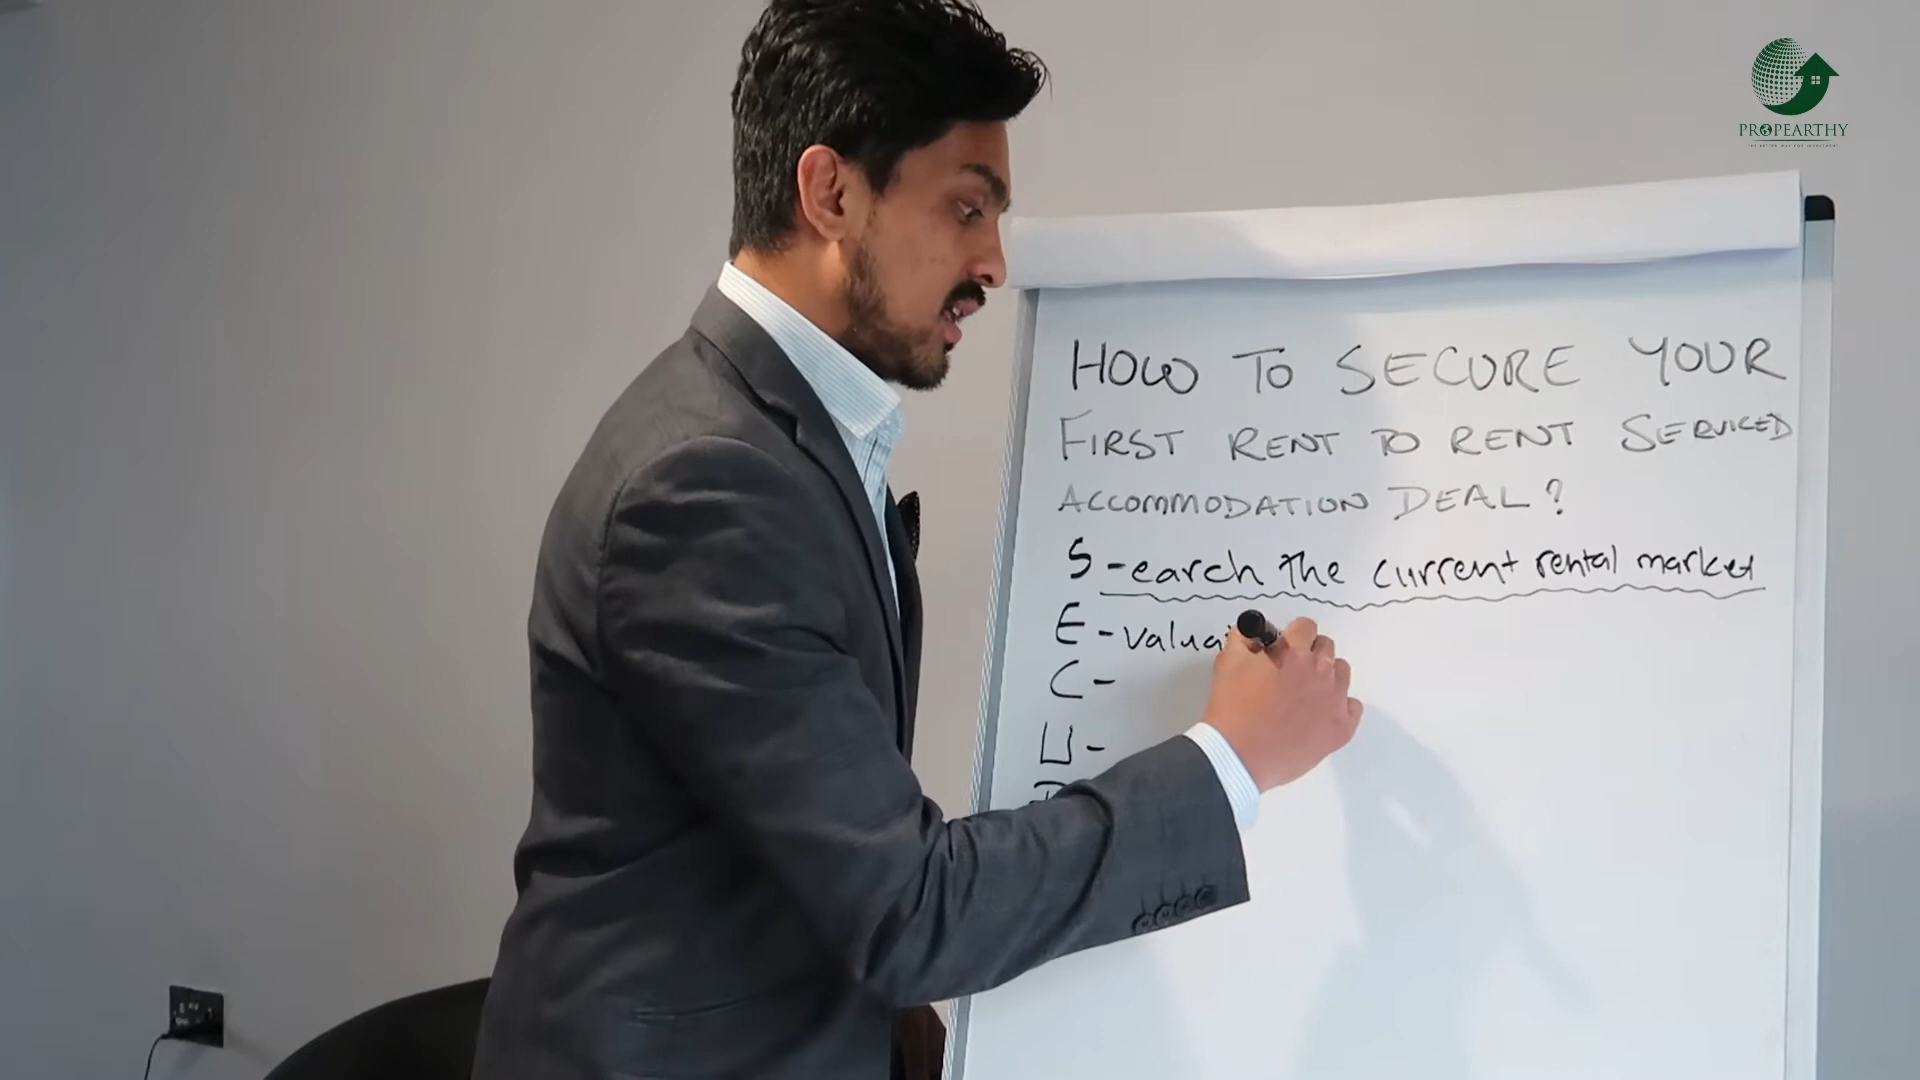 PROPEARTHY
HOW TO SECURE YOUR
FIRST RENT TO RENT SERVICED
ACCOMMODATION DEAL?
S - earch the current rental market
E - valua
C -
U -